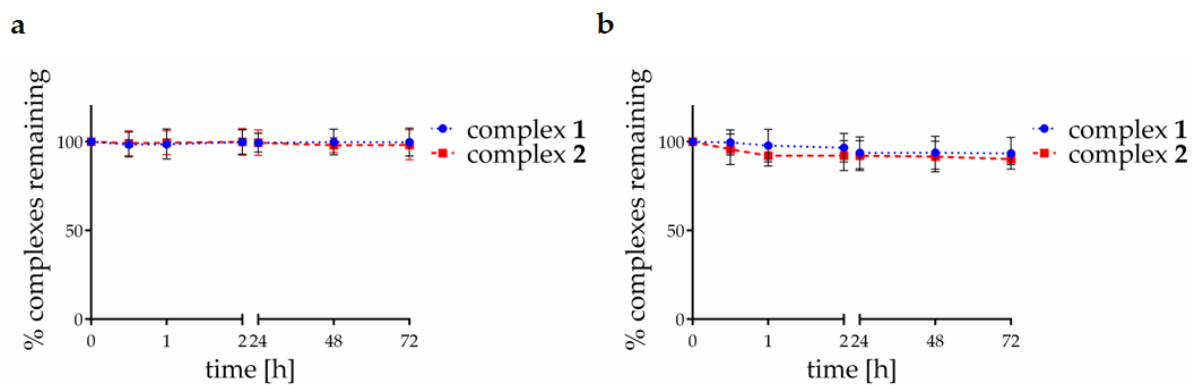 a
% complexes remaining
100
50
0
0 1 2 24 48 72
time [h]
complex 1
complex 2
b
% complexes remaining
100
50
0
0 1 2 24 48 72
time [h]
complex 1
complex 2